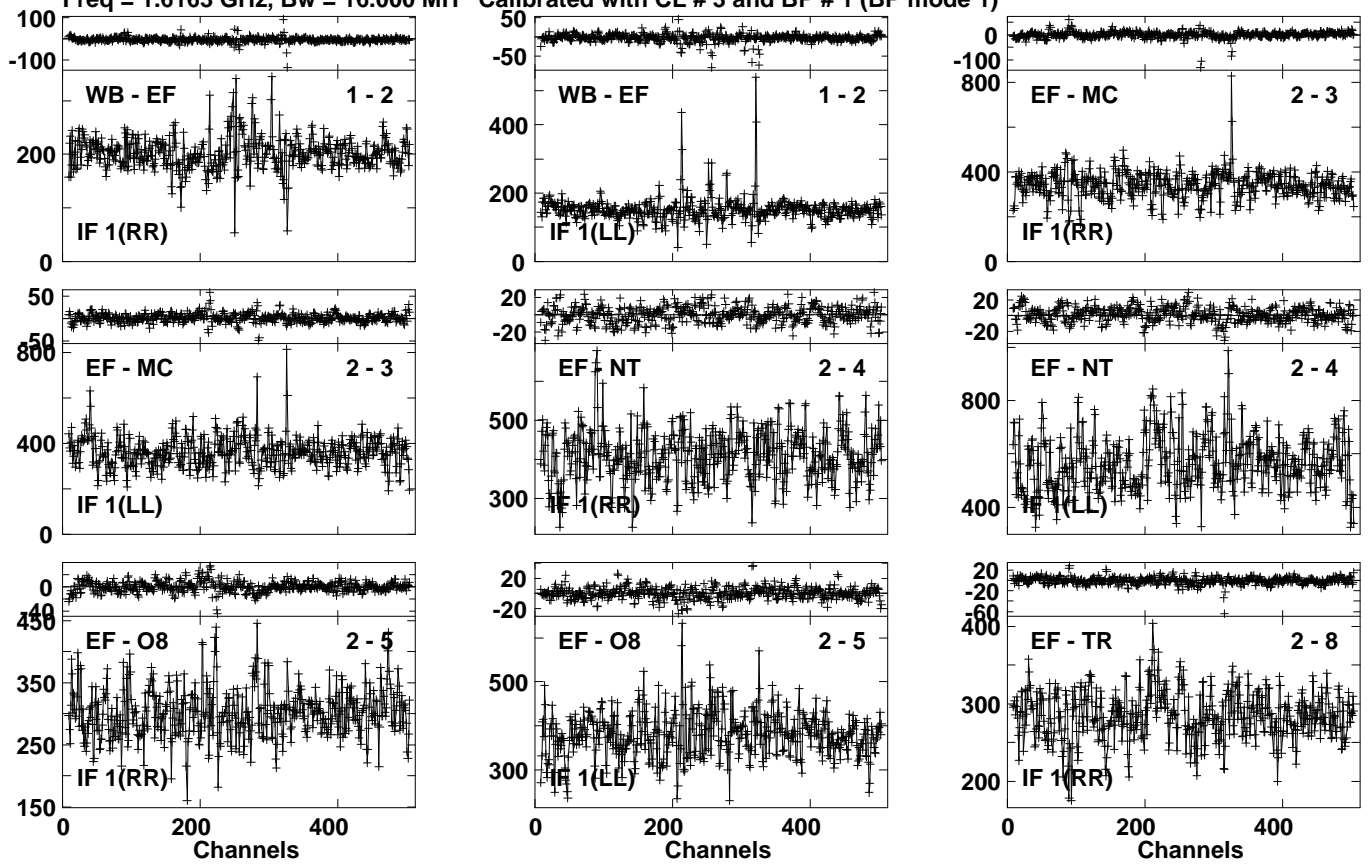 Freq = 1.6163 GHz, Bw = 16.000 MH Calibrated with CL # 3 and BP # 1 (BP mode 1)
100
-100
WB - EF 1 - 2
200
IF 1(RR)
0
50
-50
WB - EF 1 - 2
400
200
IF 1(LL)
0
0
-100
800
EF - MC 2 - 3
400
IF 1(RR)
0
50
-50
800
EF - MC 2 - 3
400
IF 1(LL)
0
20
-20
EF - NT 2 - 4
500
300
IF 1(RR)
20
-20
EF - NT 2 - 4
800
400
IF 1(LL)
0
-40
450
EF - O8 2 - 5
350
250
IF 1(RR)
150
0 200 400
Channels
20
-20
EF - O8 2 - 5
500
300
IF 1(LL)
0 200 400
Channels
20
-20
-60
400
EF - TR 2 - 8
300
200
IF 1(RR)
0 200 400
Channels